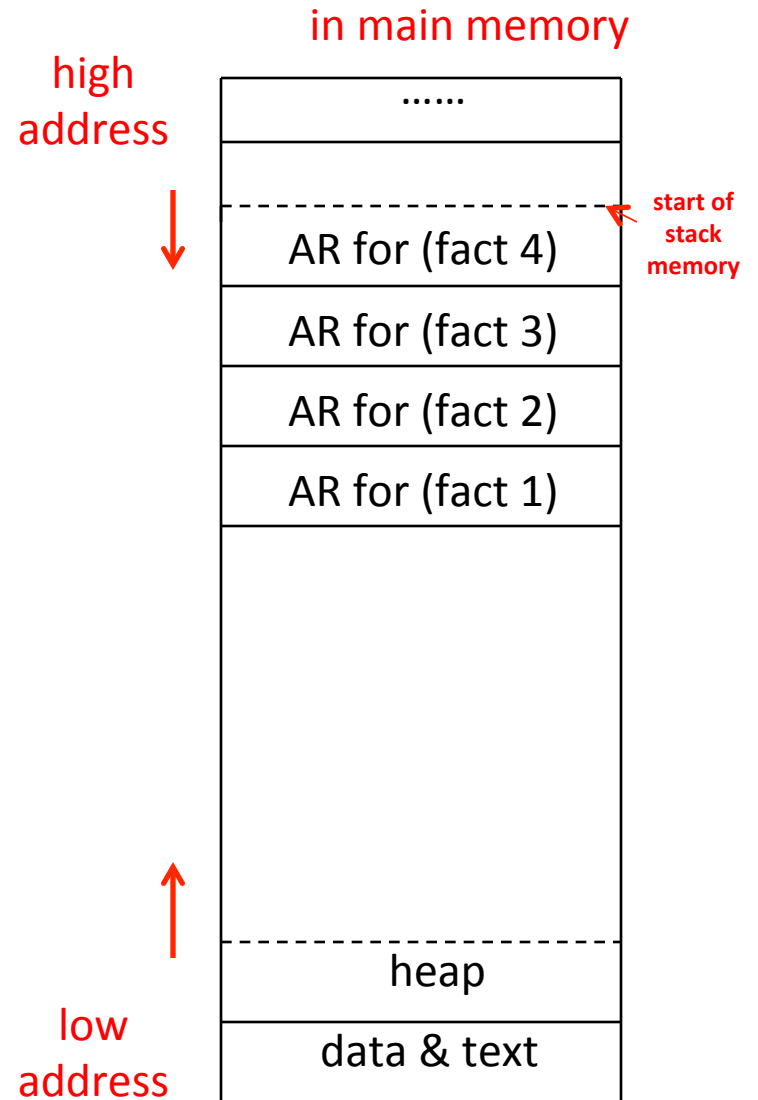 in main memory
high
address
……
start of
stack
memory
AR for (fact 4)
AR for (fact 3)
AR for (fact 2)
AR for (fact 1)
heap
low
address
data & text